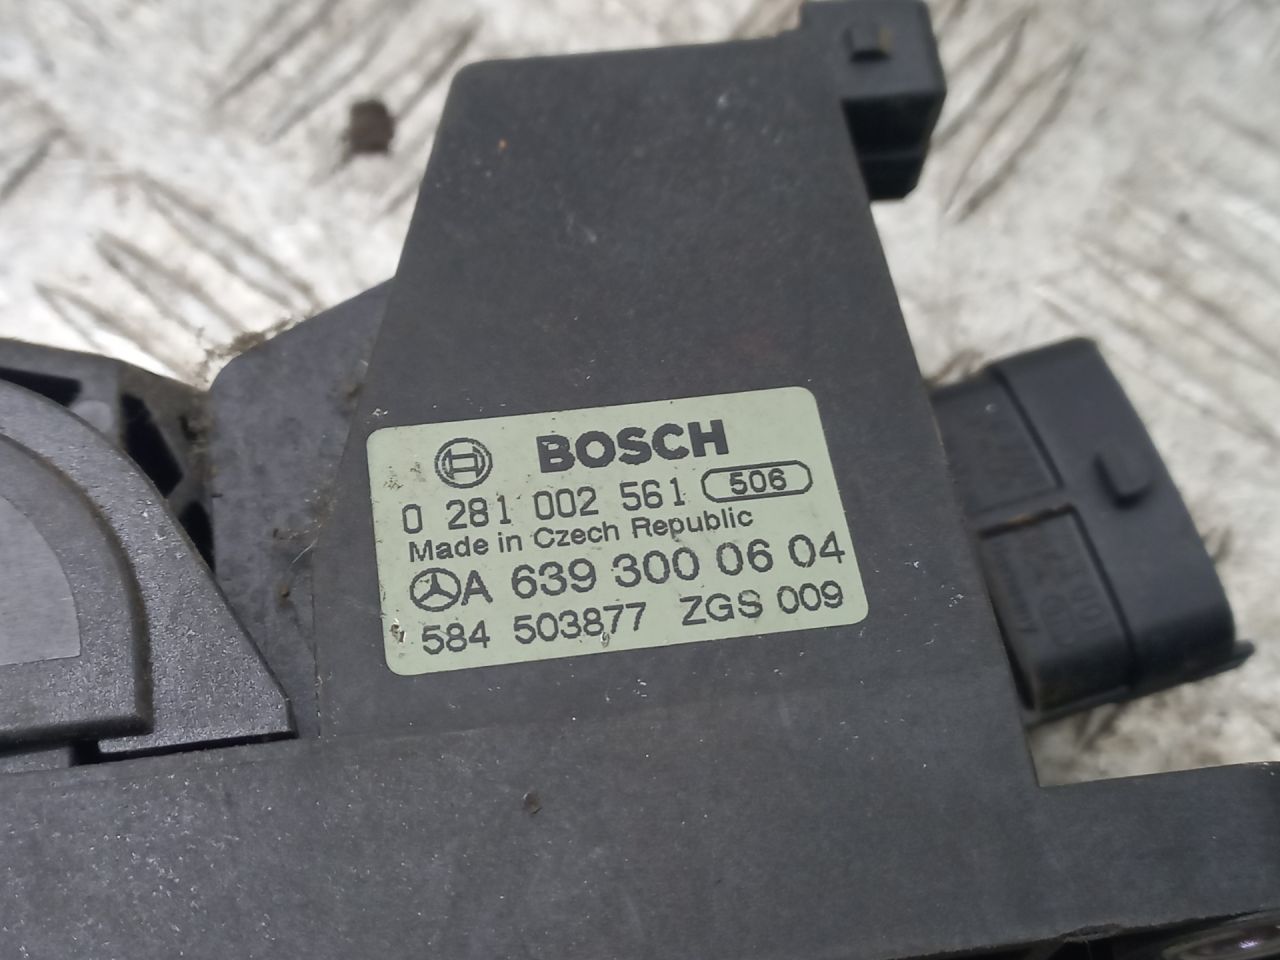 BOSCH
0 281 002 561 506
Made in Czech Republic
A 639 300 06 04
584 503877 ZGS 009